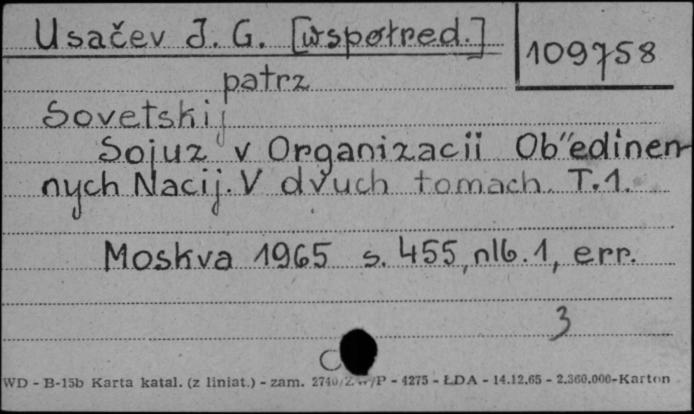 Usačev J. G. [współred.]
109758
patrz
Sovetskij
Sojuz v Organizacii Ob"edinen-
nych Nacij. V dvuch tomach. T.1.
Moskva 1965 s. 455, nlb. 1, err.
3
C
WD - B-15b Karta katal. (z liniat.) - zam. 2740/ZW/P - 4275 - ŁDA - 14.12.65 - 2.360.000-Karton